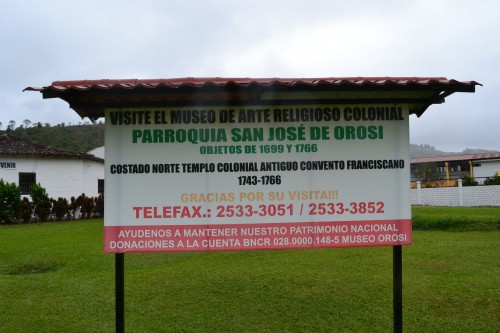 VENIR
VISITE EL MUSEO DE ARTE RELIGIOSO COLONIAL
PARROQUIA SAN JOSÉ DE OROSI
OBJETOS DE 1699 Y 1766
COSTADO NORTE TEMPLO COLONIAL ANTIGUO CONVENTO FRANCISCANO
1743-1766
GRACIAS POR SU VISITA!!!
TELEFAX.: 2533-3051 / 2533-3852
AYUDENOS A MANTENER NUESTRO PATRIMONIO NACIONAL
DONACIONES A LA CUENTA BNCR 028.0000.148-5 MUSEO OROSI